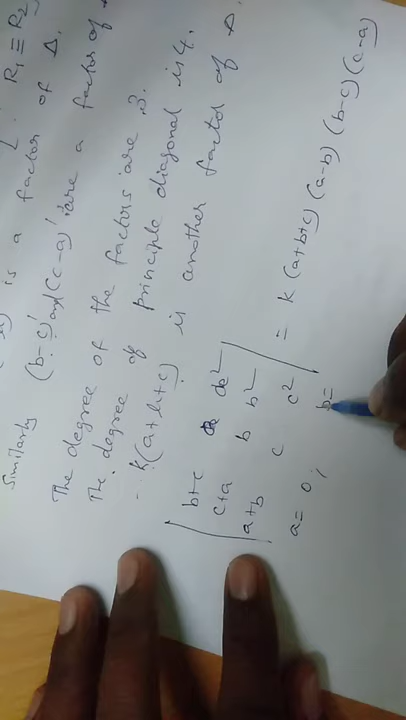 L : R1 ≡ R2
is a factor of Δ.
Similarly (b-c) and (c-a) are a factor of
The degree of the factors are 3.
The degree of principle diagonal is 4.
∴ k(a+b+c) is another factor of Δ.
| b+c a a² |
| c+a b b² | = k (a+b+c) (a-b) (b-c) (c-a)
| a+b c c² |
a = 0, b =